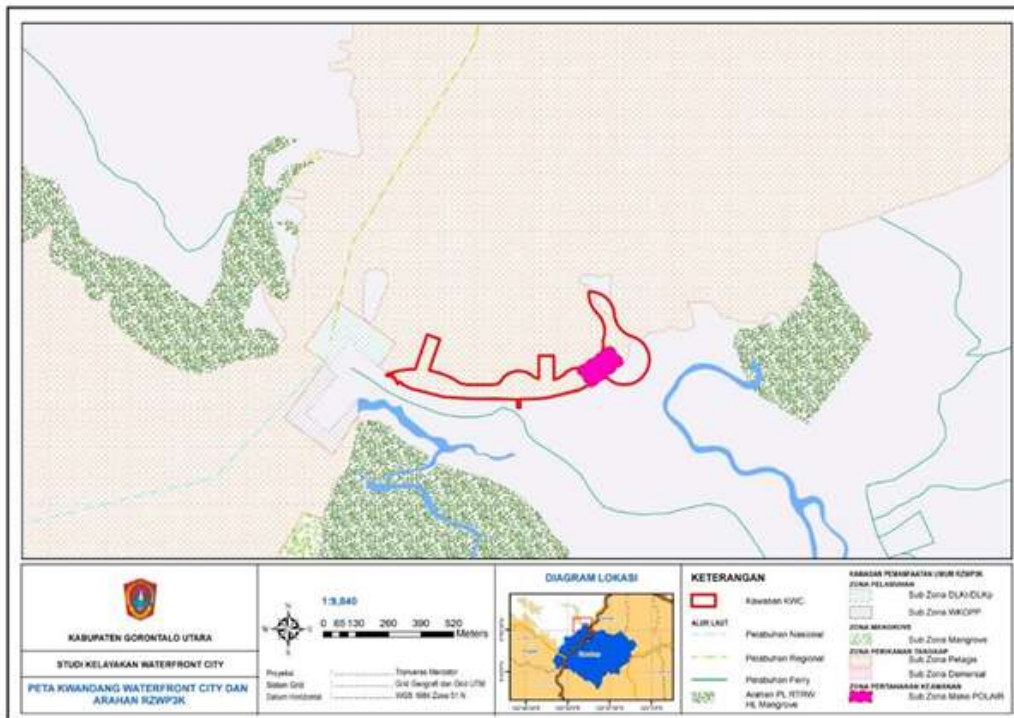 KABUPATEN GORONTALO UTARA
STUDI KELAYAKAN WATERFRONT CITY
PETA KWANDANG WATERFRONT CITY DAN
ARAHAN RZWP3K
N
S
1:9,840
0 65 130 260 390 520
Meters
Proyeksi : Transverse Mercator
Sistem Grid : Grid Geografi dan Grid UTM
Datum Horizontal : WGS 1984 Zone 51 N
DIAGRAM LOKASI
KETERANGAN
Kawasan KWC
ALUR LAUT
Pelabuhan Nasional
Pelabuhan Regional
Pelabuhan Ferry
Arahan PL RTRW
HL Mangrove
KAWASAN PEMANFAATAN UMUM RZWP3K
ZONA PELABUHAN
Sub Zona DLKr/DLKp
Sub Zona WKOPP
ZONA MANGROVE
Sub Zona Mangrove
ZONA PERIKANAN TANGKAP
Sub Zona Pelagis
Sub Zona Demersal
ZONA PERTAHANAN KEAMANAN
Sub Zona Mako POLAIR